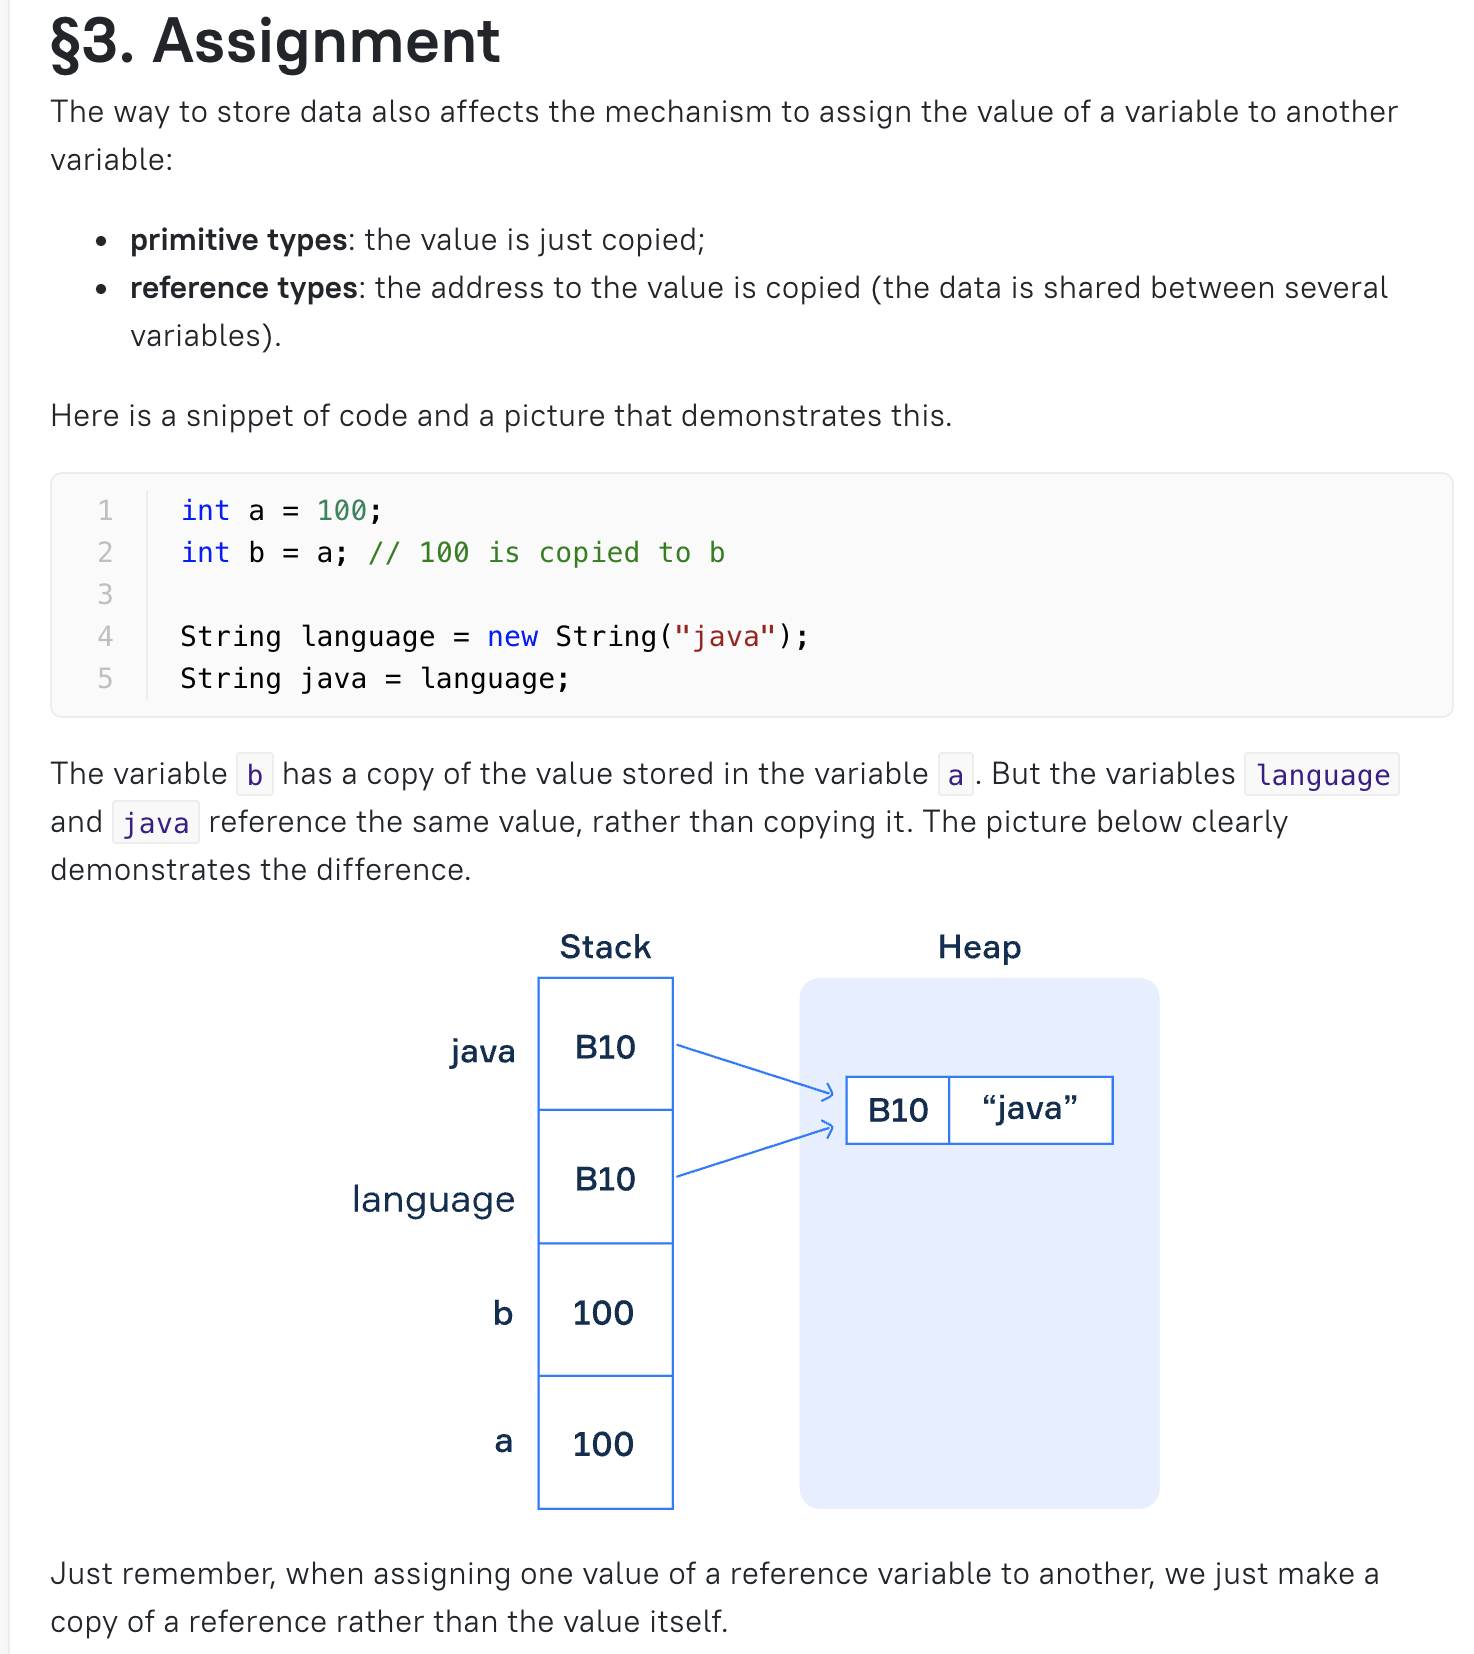 §3. Assignment
The way to store data also affects the mechanism to assign the value of a variable to another
variable:
• primitive types: the value is just copied;
• reference types: the address to the value is copied (the data is shared between several
variables).
Here is a snippet of code and a picture that demonstrates this.
1 int a = 100;
2 int b = a; // 100 is copied to b
3
4 String language = new String("java");
5 String java = language;
The variable b has a copy of the value stored in the variable a. But the variables language
and java reference the same value, rather than copying it. The picture below clearly
demonstrates the difference.
Stack Heap
java B10
B10 “java”
language B10
b 100
a 100
Just remember, when assigning one value of a reference variable to another, we just make a
copy of a reference rather than the value itself.